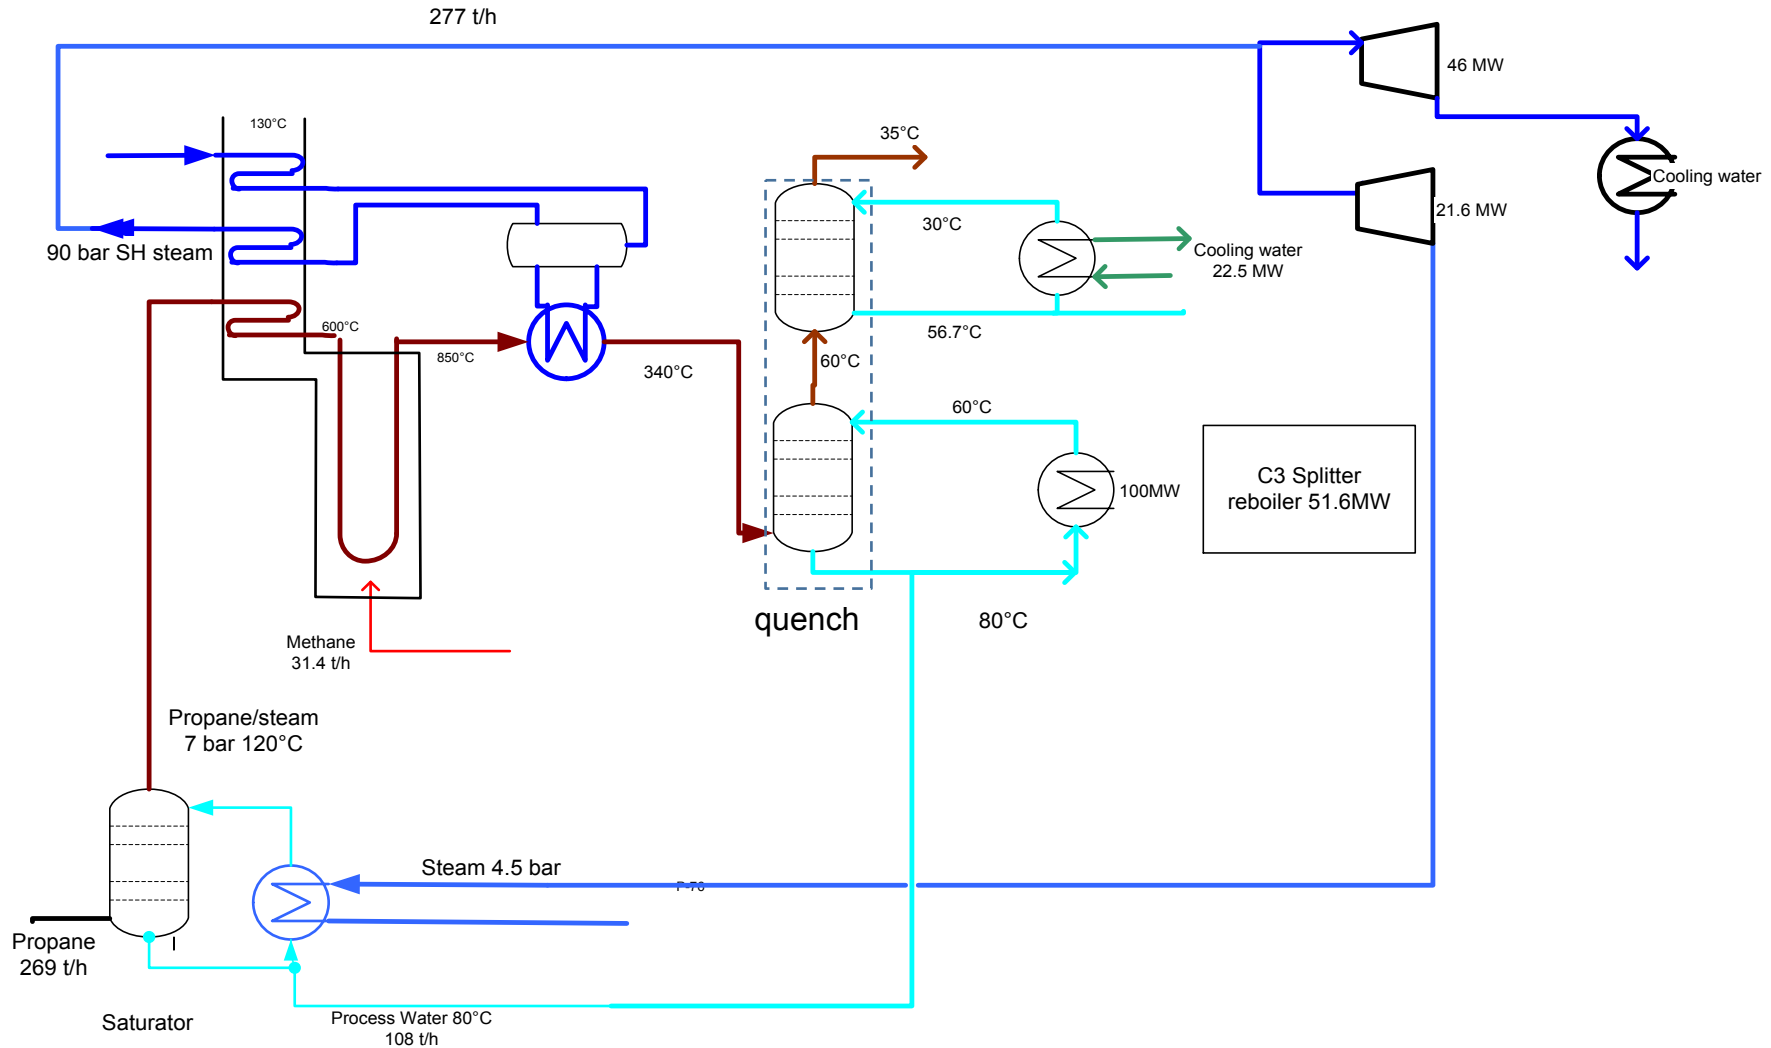 277 t/h
46 MW
130°C
35°C
Cooling water
30°C
21.6 MW
90 bar SH steam
Cooling water
22.5 MW
600°C
56.7°C
850°C
340°C
60°C
60°C
C3 Splitter
reboiler 51.6MW
100MW
quench
80°C
Methane
31.4 t/h
Propane/steam
7 bar 120°C
Steam 4.5 bar
P-70
Propane
269 t/h
Saturator
Process Water 80°C
108 t/h